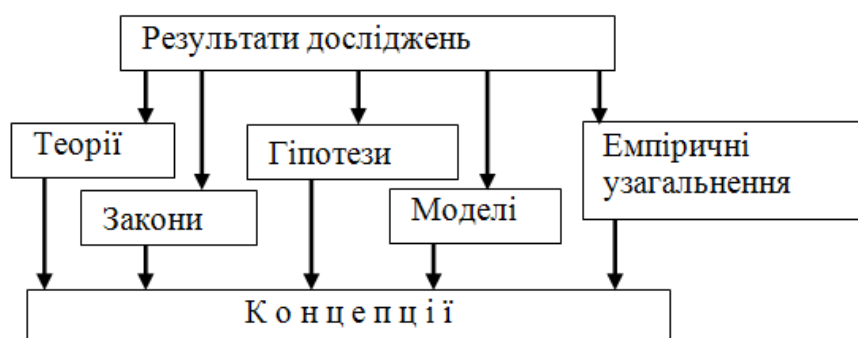 Результати досліджень
Теорії
Гіпотези
Емпіричні
узагальнення
Закони
Моделі
К о н ц е п ц і ї